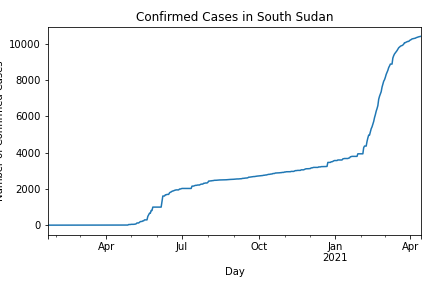 Confirmed Cases in South Sudan
10000
8000
6000
4000
2000
0
Number of Confirmed Cases
Apr Jul Oct Jan Apr
2021
Day